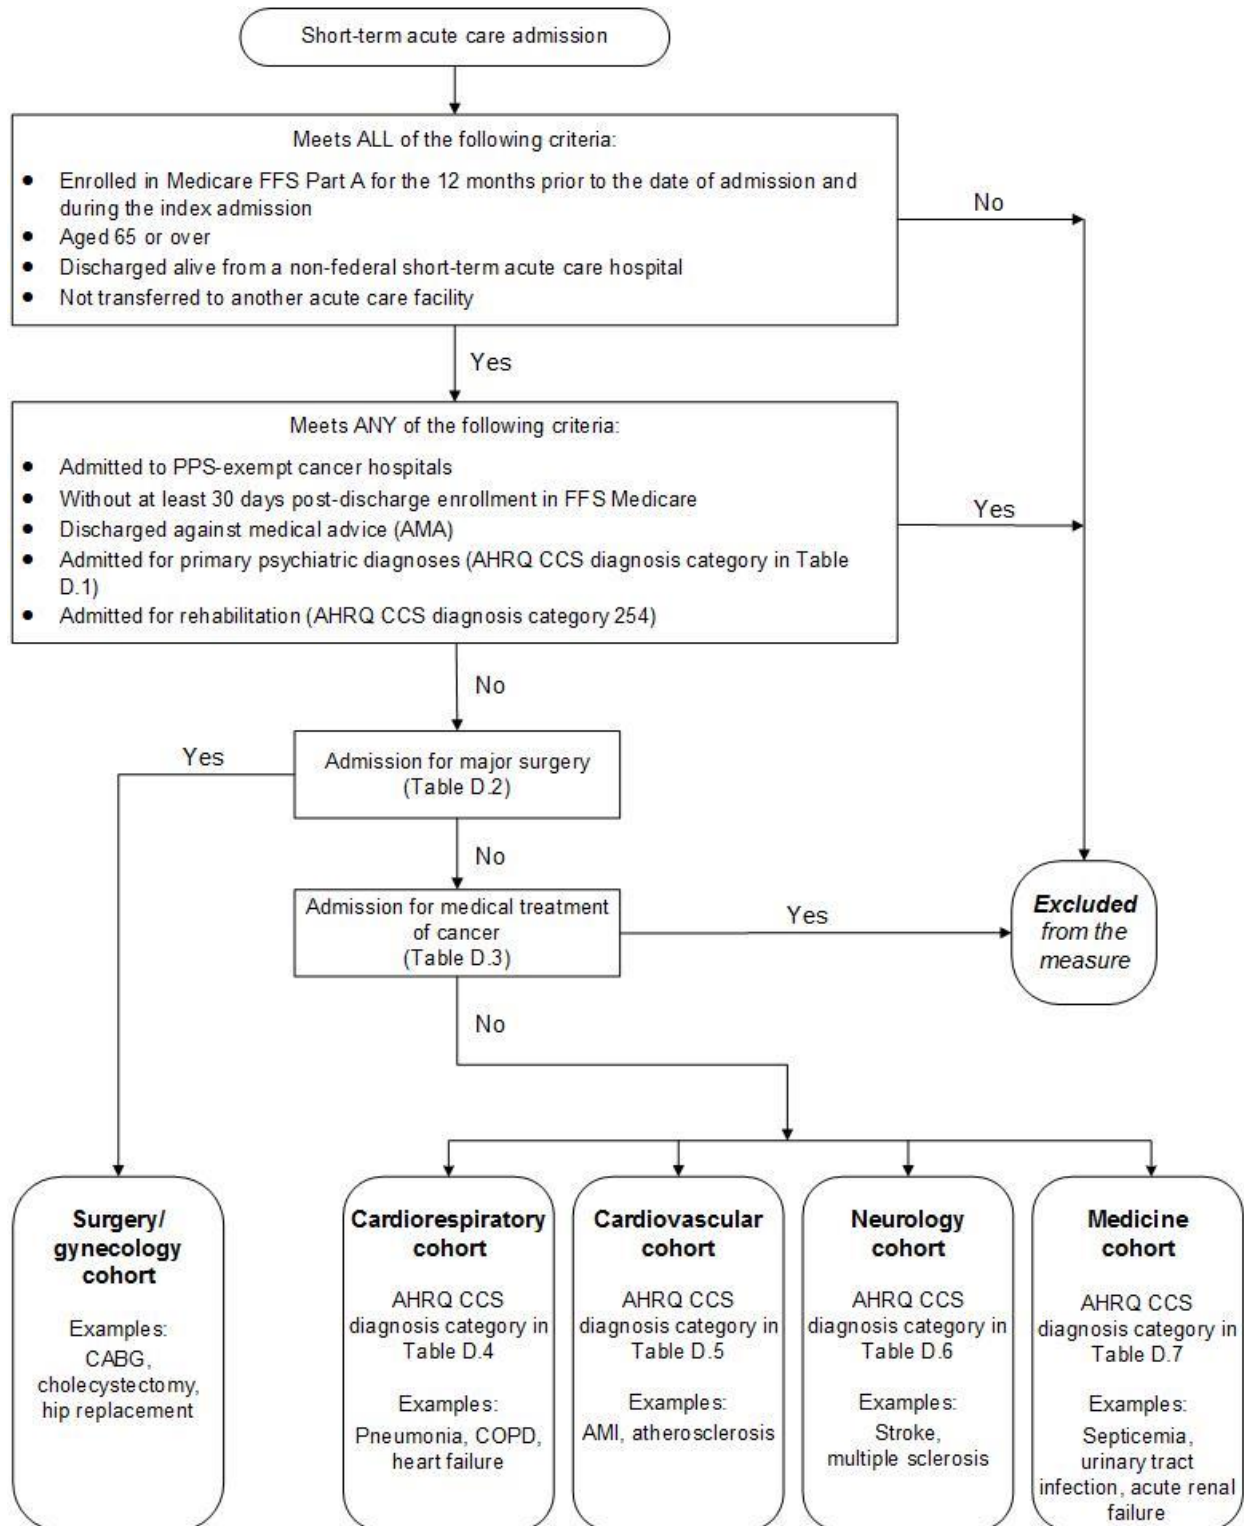 Short-term acute care admission
Meets ALL of the following criteria:
● Enrolled in Medicare FFS Part A for the 12 months prior to the date of admission and
during the index admission
● Aged 65 or over
● Discharged alive from a non-federal short-term acute care hospital
● Not transferred to another acute care facility
No
Yes
Meets ANY of the following criteria:
● Admitted to PPS-exempt cancer hospitals
● Without at least 30 days post-discharge enrollment in FFS Medicare
● Discharged against medical advice (AMA)
● Admitted for primary psychiatric diagnoses (AHRQ CCS diagnosis category in Table
D.1)
● Admitted for rehabilitation (AHRQ CCS diagnosis category 254)
Yes
No
Admission for major surgery
(Table D.2)
Yes
No
Admission for medical treatment
of cancer
(Table D.3)
Yes
Excluded
from the
measure
No
Surgery/
gynecology
cohort
Examples:
CABG,
cholecystectomy,
hip replacement
Cardiorespiratory
cohort
AHRQ CCS
diagnosis category in
Table D.4
Examples:
Pneumonia, COPD,
heart failure
Cardiovascular
cohort
AHRQ CCS
diagnosis category in
Table D.5
Examples:
AMI, atherosclerosis
Neurology
cohort
AHRQ CCS
diagnosis category in
Table D.6
Examples:
Stroke,
multiple sclerosis
Medicine
cohort
AHRQ CCS
diagnosis category in
Table D.7
Examples:
Septicemia,
urinary tract
infection, acute renal
failure